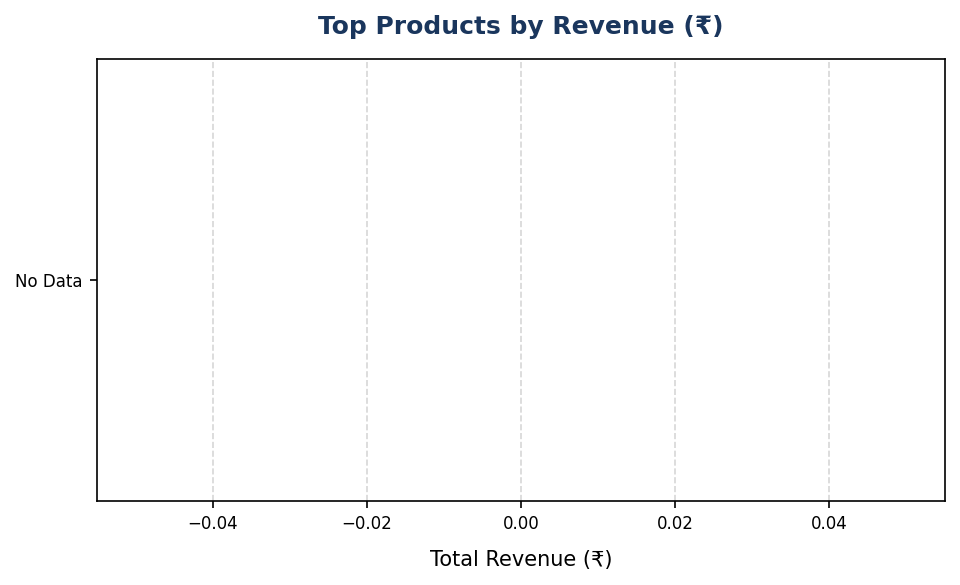 Top Products by Revenue (₹)
No Data
−0.04 −0.02 0.00 0.02 0.04
Total Revenue (₹)